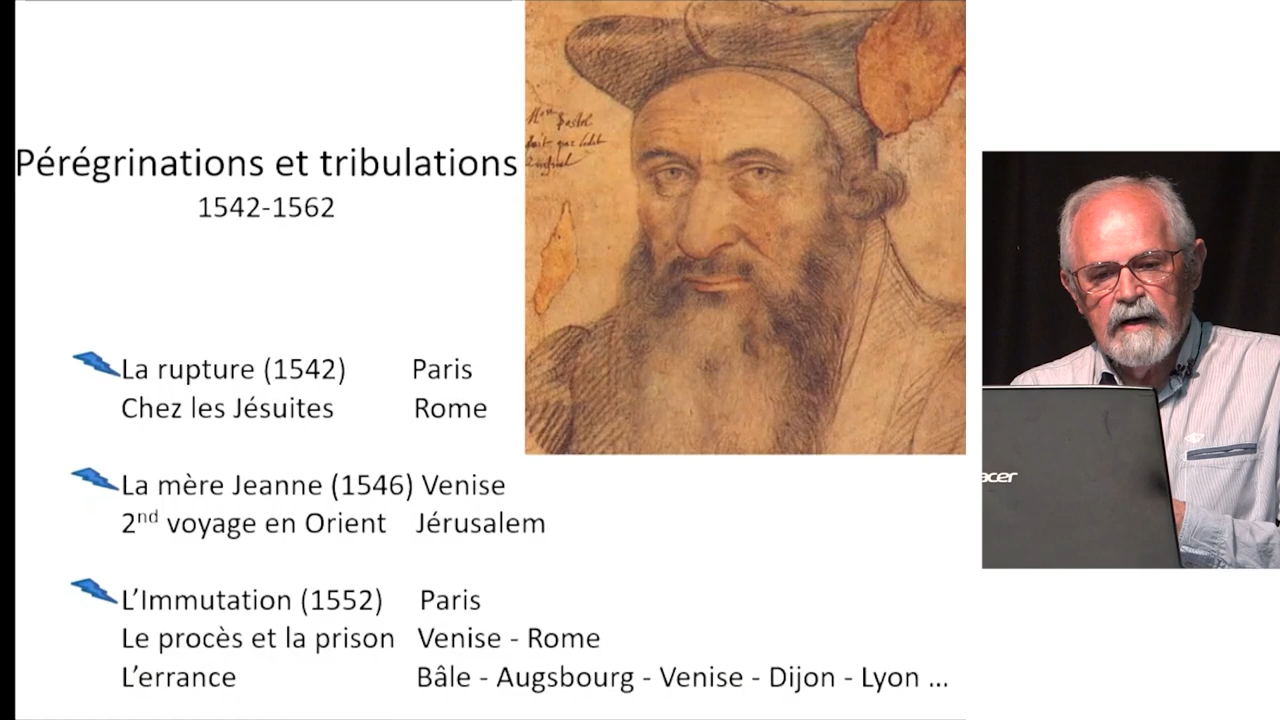 Pérégrinations et tribulations
1542-1562
Mre Postel
La rupture (1542) Paris
Chez les Jésuites Rome
La mère Jeanne (1546) Venise
2nd voyage en Orient Jérusalem
L'Immutation (1552) Paris
Le procès et la prison Venise - Rome
L'errance Bâle - Augsbourg - Venise - Dijon - Lyon ...
acer